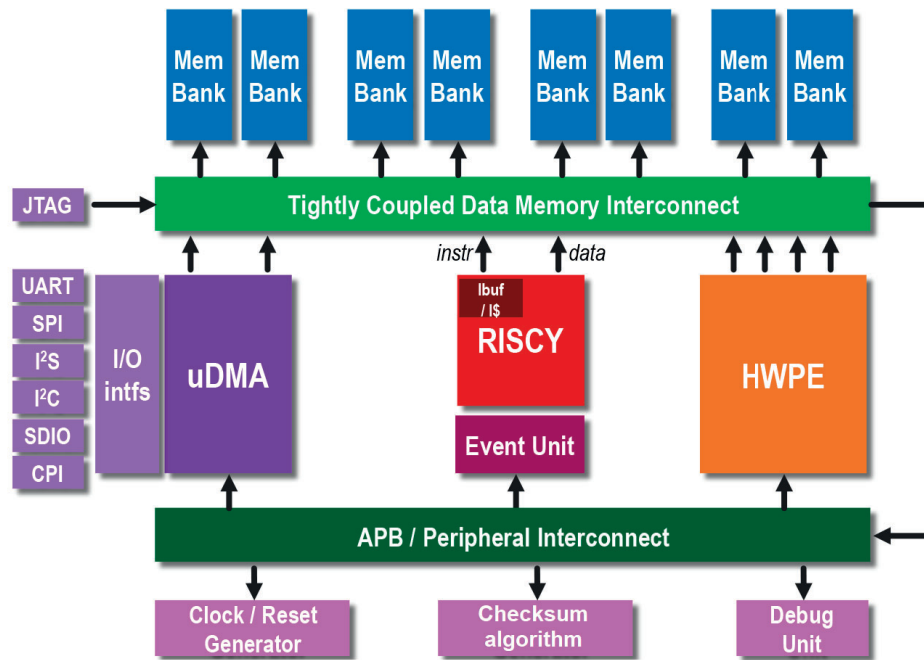 Mem Bank
Mem Bank
Mem Bank
Mem Bank
Mem Bank
Mem Bank
Mem Bank
Mem Bank
JTAG
Tightly Coupled Data Memory Interconnect
instr
data
UART
SPI
I²S
I²C
SDIO
CPI
I/O
intfs
uDMA
Ibuf
/ I$
RISCY
Event Unit
HWPE
APB / Peripheral Interconnect
Clock / Reset
Generator
Checksum
algorithm
Debug
Unit